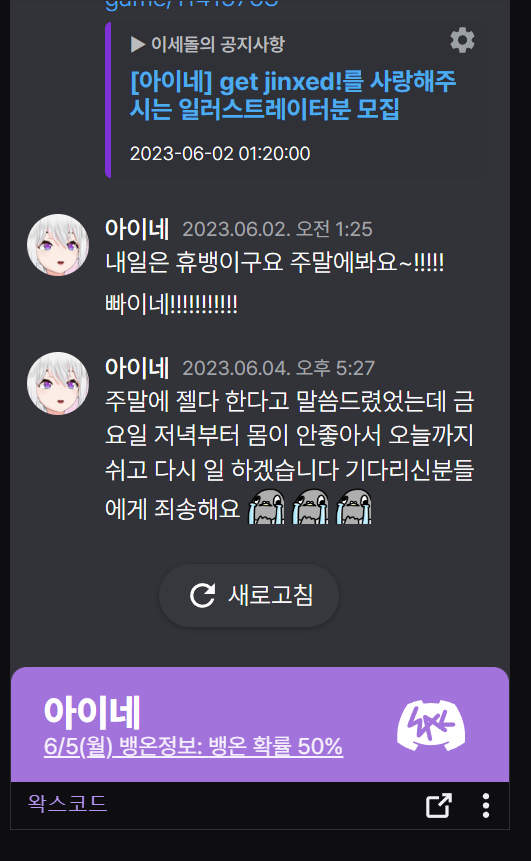 ▶ 이세돌의 공지사항
[아이네] get jinxed!를 사랑해주
시는 일러스트레이터분 모집
2023-06-02 01:20:00
아이네 2023.06.02. 오전 1:25
내일은 휴뱅이구요 주말에봐요~!!!!!
빠이네!!!!!!!!!!!
아이네 2023.06.04. 오후 5:27
주말에 젤다 한다고 말씀드렸었는데 금
요일 저녁부터 몸이 안좋아서 오늘까지
쉬고 다시 일 하겠습니다 기다리신분들
에게 죄송해요
새로고침
아이네
6/5(월) 뱅온정보: 뱅온 확률 50%
왁스코드